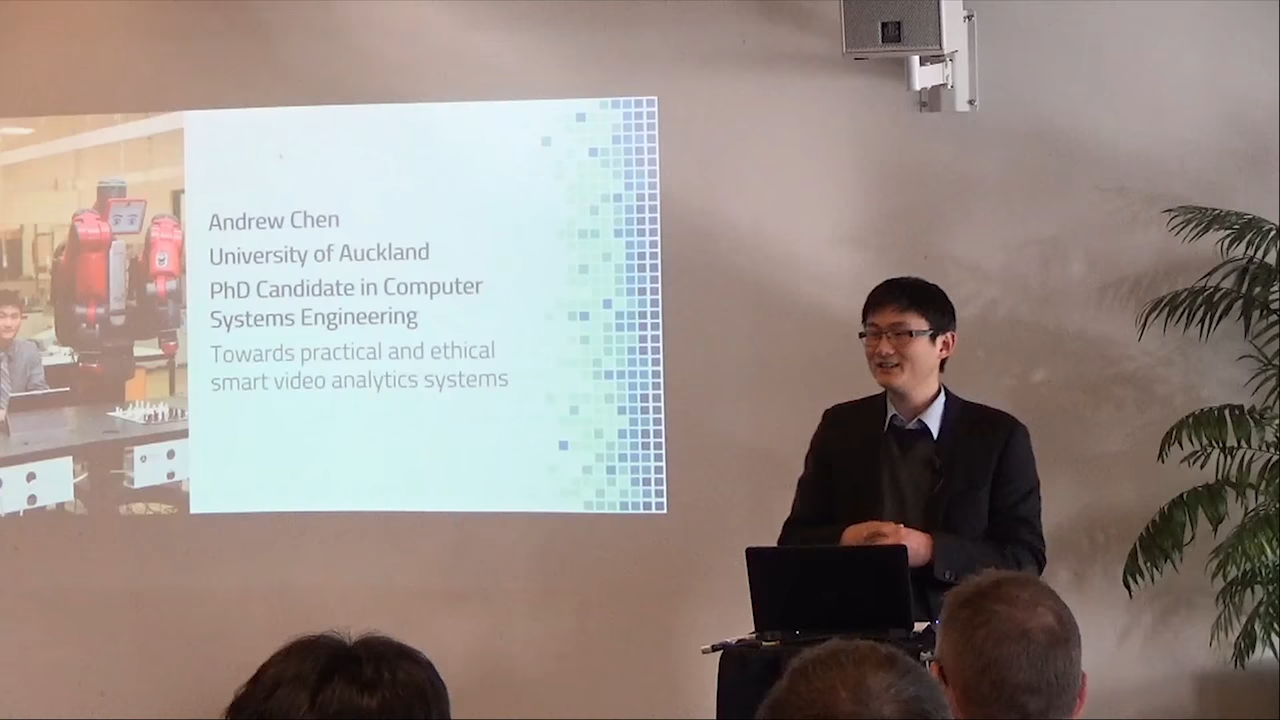 Andrew Chen
University of Auckland
PhD Candidate in Computer
Systems Engineering
Towards practical and ethical
smart video analytics systems